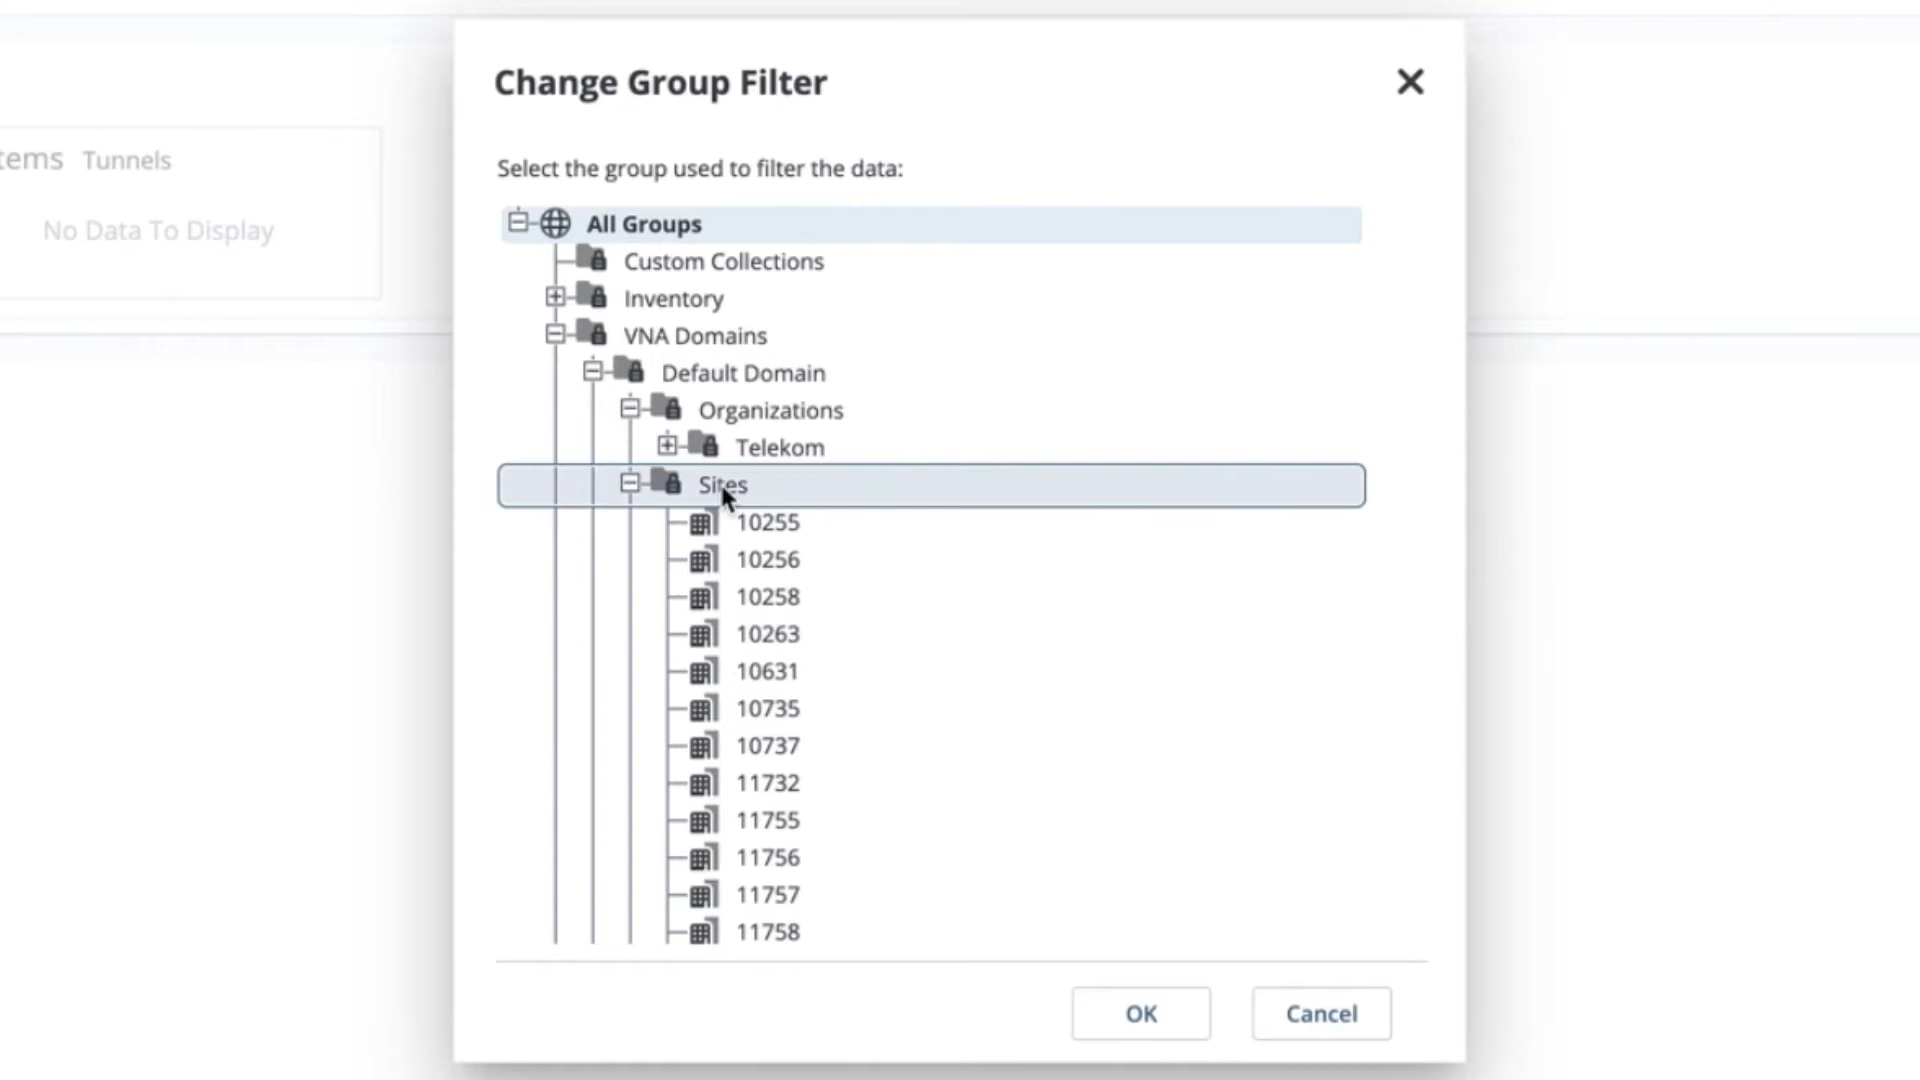 Change Group Filter
tems Tunnels
No Data To Display
Select the group used to filter the data:
All Groups
Custom Collections
Inventory
VNA Domains
Default Domain
Organizations
Telekom
Sites
10255
10256
10258
10263
10631
10735
10737
11732
11755
11756
11757
11758
OK Cancel